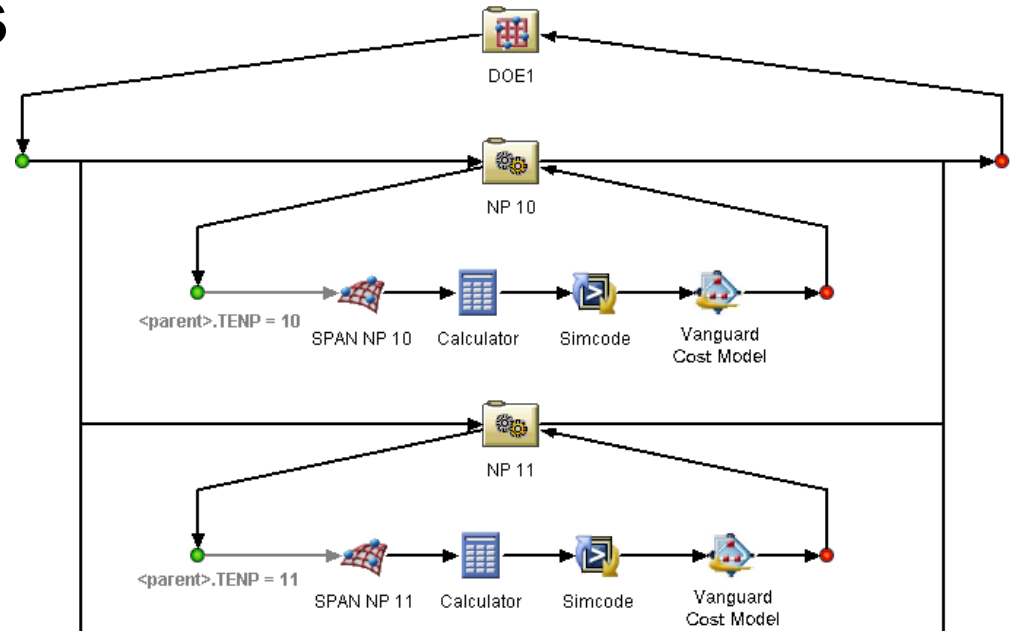 s
DOE1
NP 10
<parent>.TENP = 10
SPAN NP 10 Calculator Simcode Vanguard
Cost Model
NP 11
<parent>.TENP = 11
SPAN NP 11 Calculator Simcode Vanguard
Cost Model